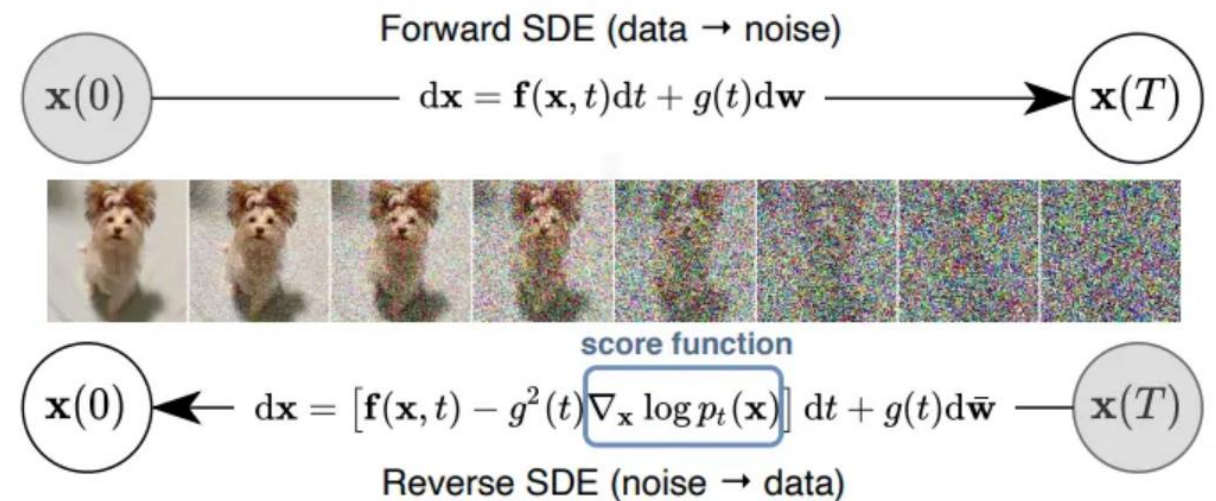 Forward SDE (data → noise)
x(0) dx = f(x, t)dt + g(t)dw x(T)
score function
x(0) dx = [f(x, t) − g²(t)∇ₓ log pₜ(x)] dt + g(t)dw̄ x(T)
Reverse SDE (noise → data)